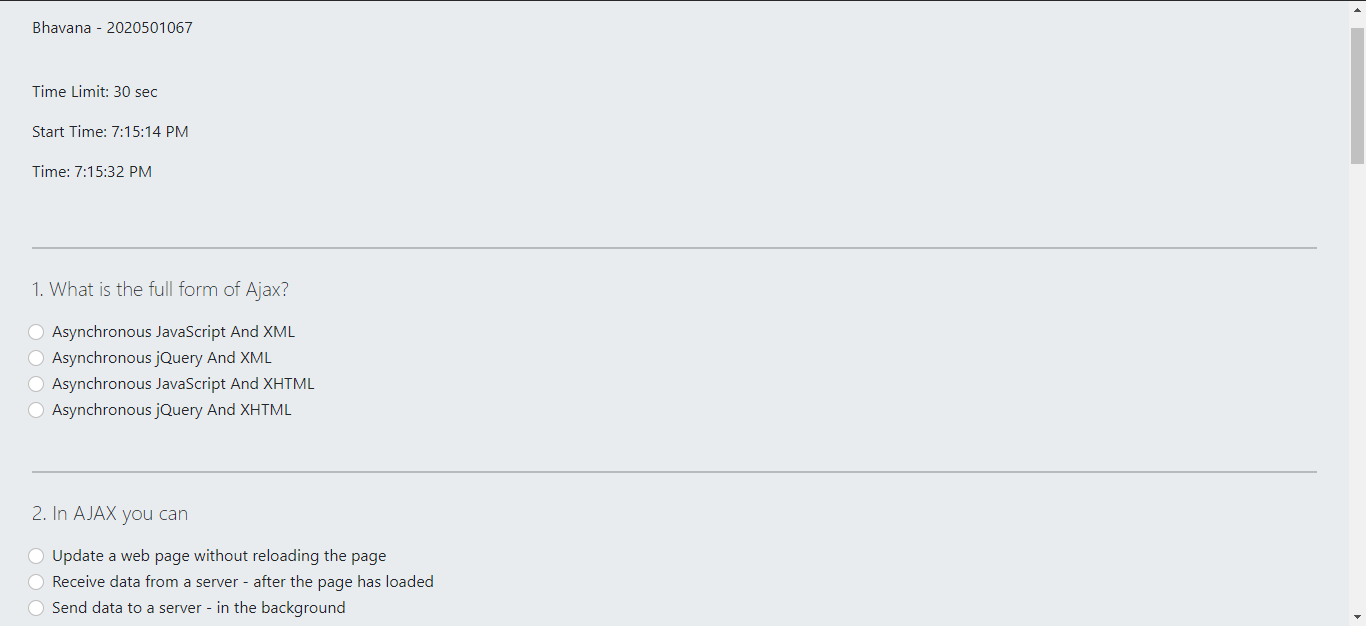 Bhavana - 2020501067
Time Limit: 30 sec
Start Time: 7:15:14 PM
Time: 7:15:32 PM
1. What is the full form of Ajax?
Asynchronous JavaScript And XML
Asynchronous jQuery And XML
Asynchronous JavaScript And XHTML
Asynchronous jQuery And XHTML
2. In AJAX you can
Update a web page without reloading the page
Receive data from a server - after the page has loaded
Send data to a server - in the background